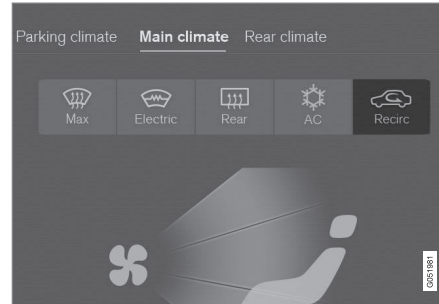 Parking climate Main climate Rear climate
Max Electric Rear AC Recirc
G051981